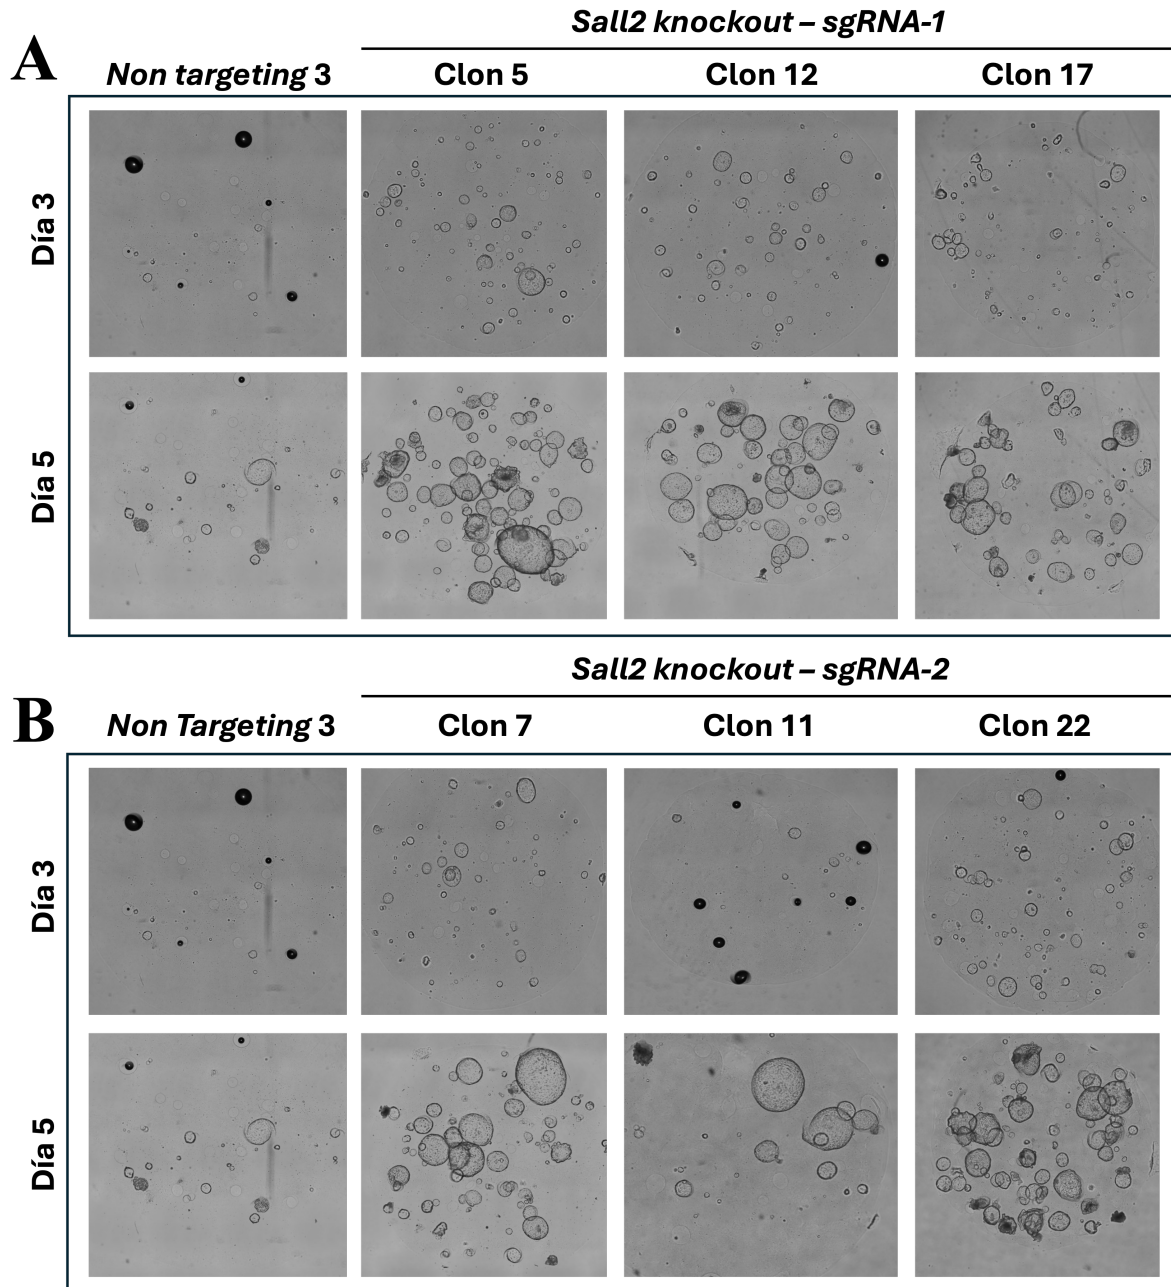 Sall2 knockout – sgRNA-1
A
Non targeting 3 Clon 5 Clon 12 Clon 17
Día 3
Día 5
Sall2 knockout – sgRNA-2
B
Non Targeting 3 Clon 7 Clon 11 Clon 22
Día 3
Día 5